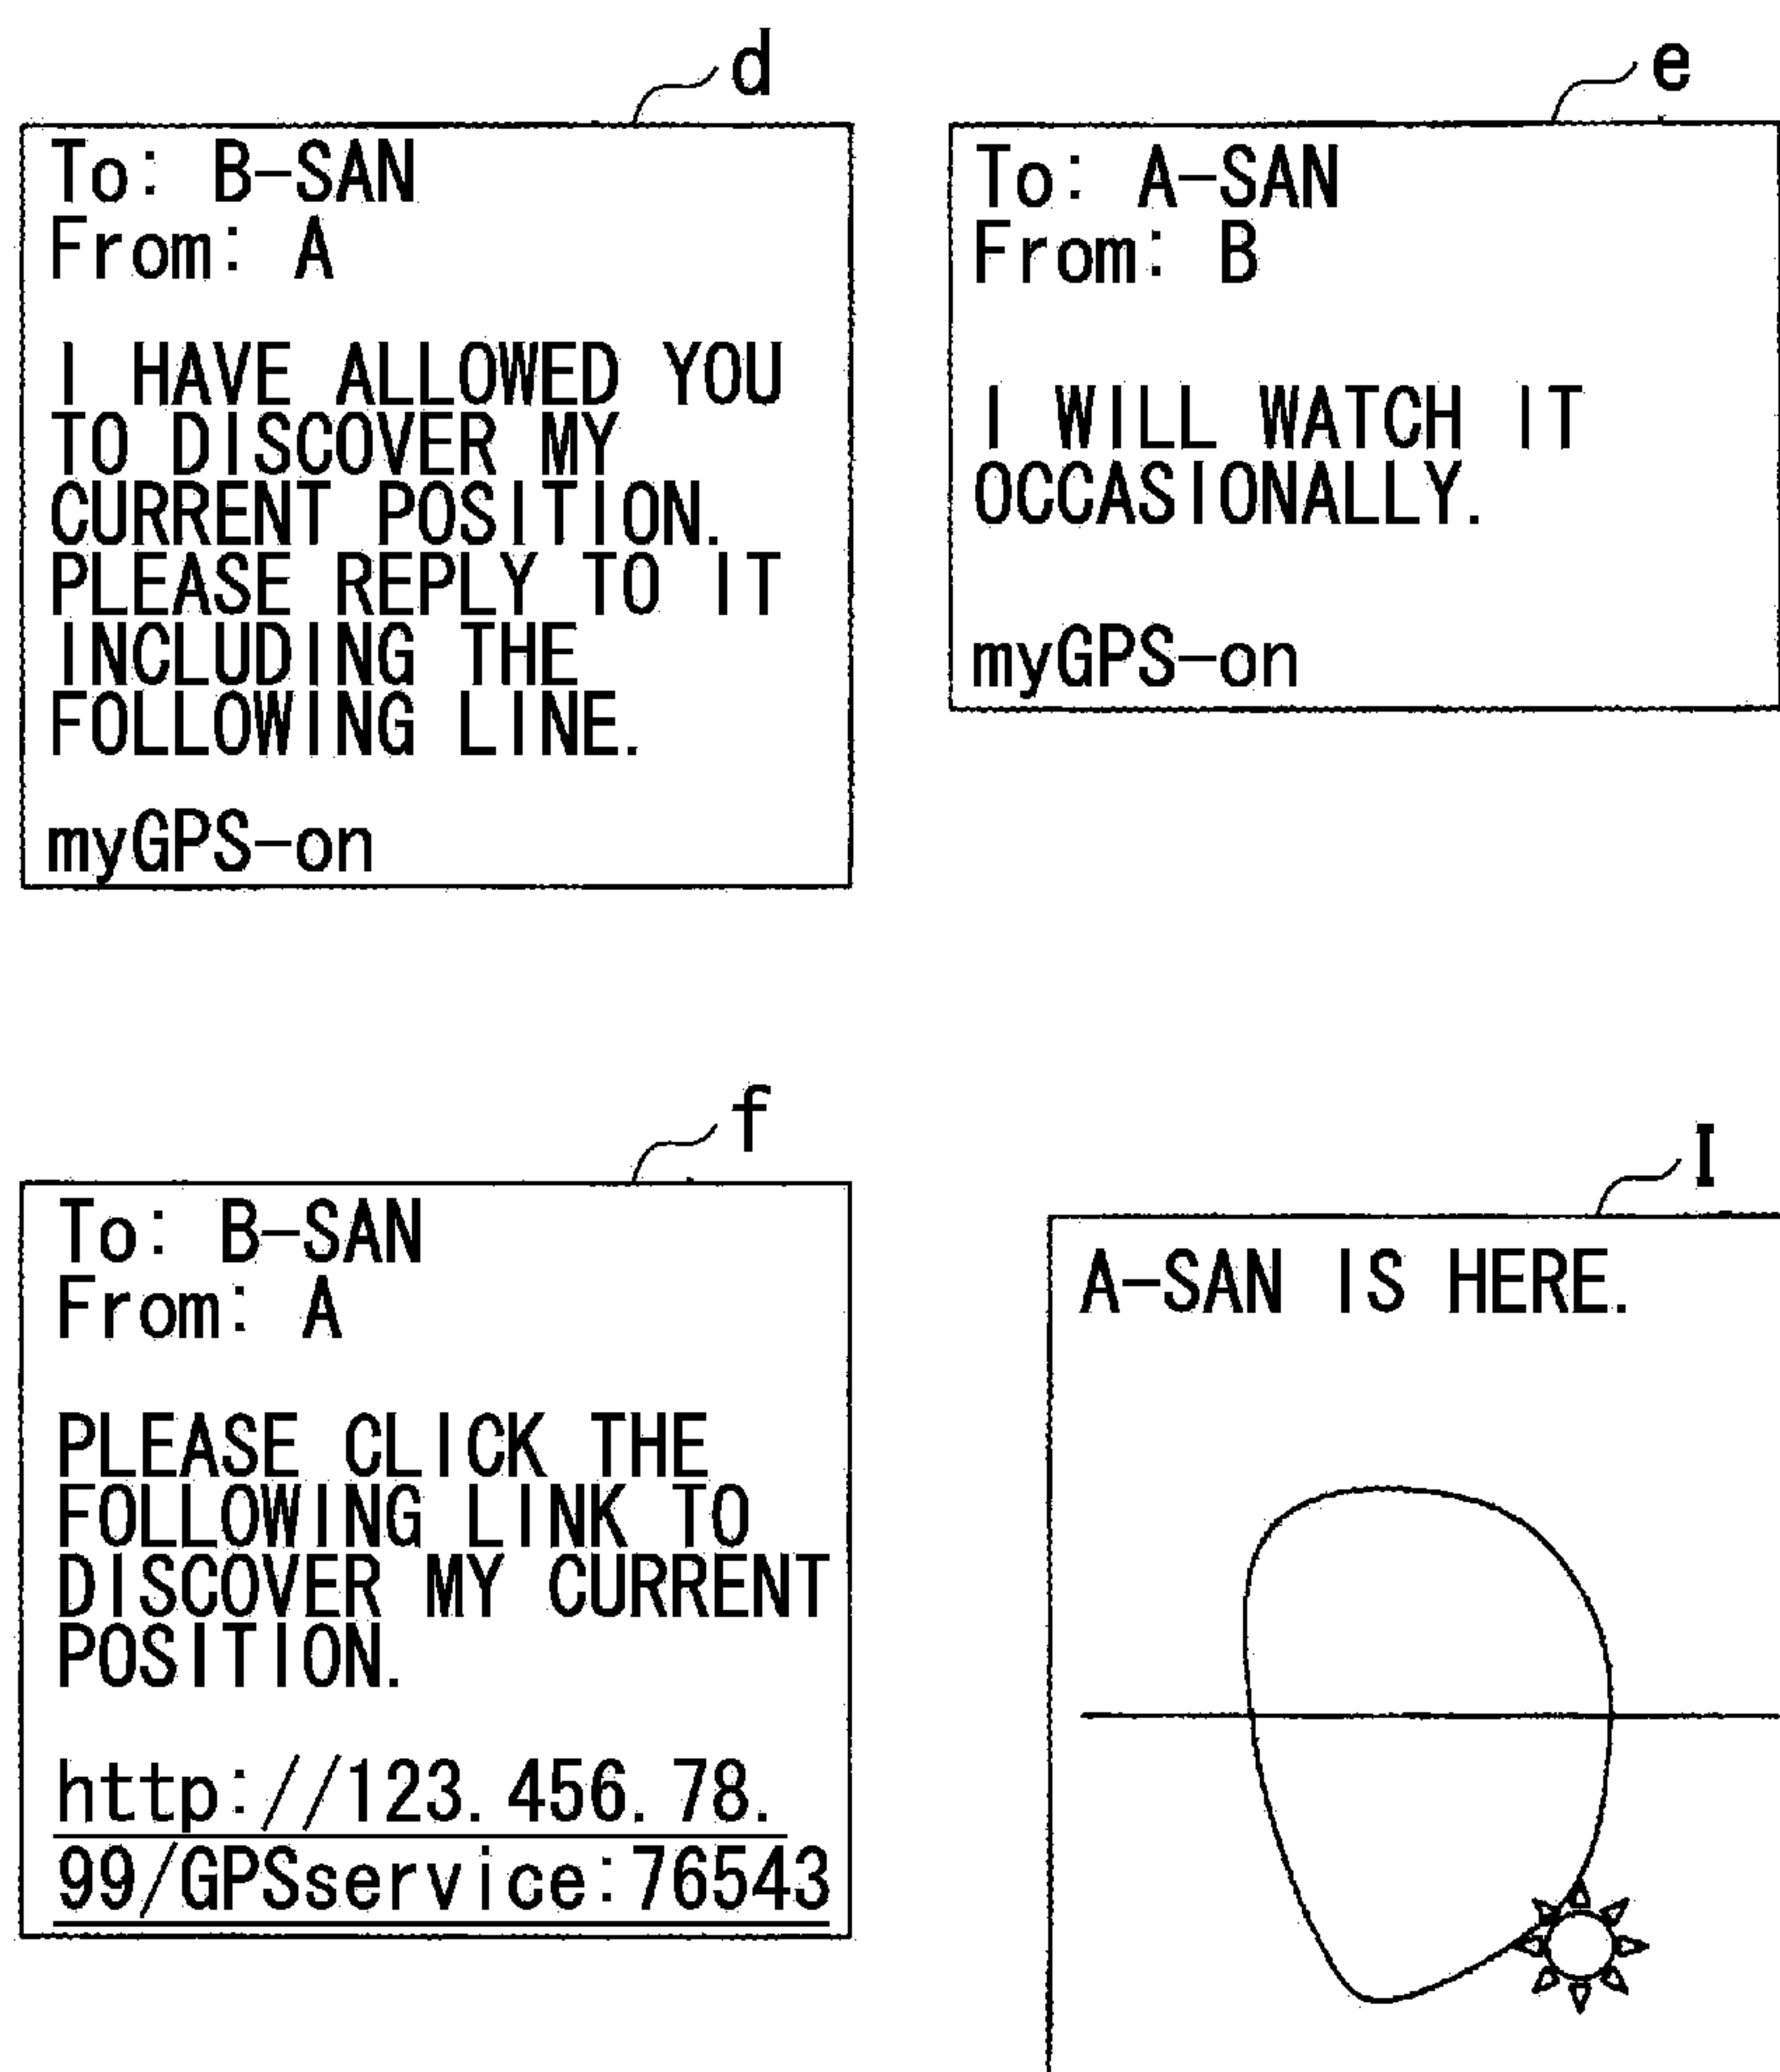 d
To: B-SAN
From: A
I HAVE ALLOWED YOU
TO DISCOVER MY
CURRENT POSITION.
PLEASE REPLY TO IT
INCLUDING THE
FOLLOWING LINE.
myGPS-on
e
To: A-SAN
From: B
I WILL WATCH IT
OCCASIONALLY.
myGPS-on
f
To: B-SAN
From: A
PLEASE CLICK THE
FOLLOWING LINK TO
DISCOVER MY CURRENT
POSITION.
http://123.456.78.
99/GPSservice:76543
I
A-SAN IS HERE.